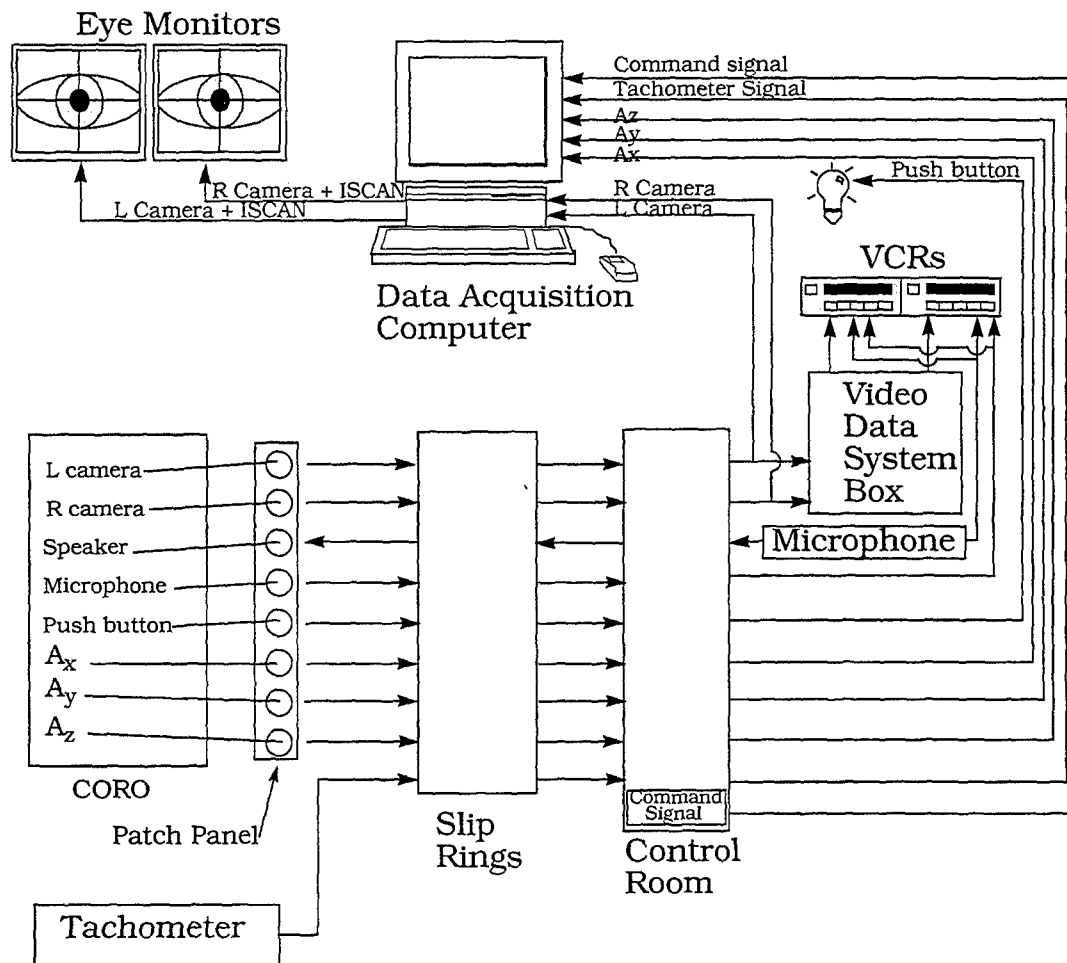 Eye Monitors
Command signal
Tachometer Signal
Az
Ay
Ax
Push button
R Camera + ISCAN
R Camera
L Camera + ISCAN
L Camera
VCRs
Data Acquisition
Computer
Video
Data
System
Box
L camera
R camera
Speaker
Microphone
Microphone
Push button
Ax
Ay
Az
CORO
Patch Panel
Slip
Rings
Command
Signal
Control
Room
Tachometer